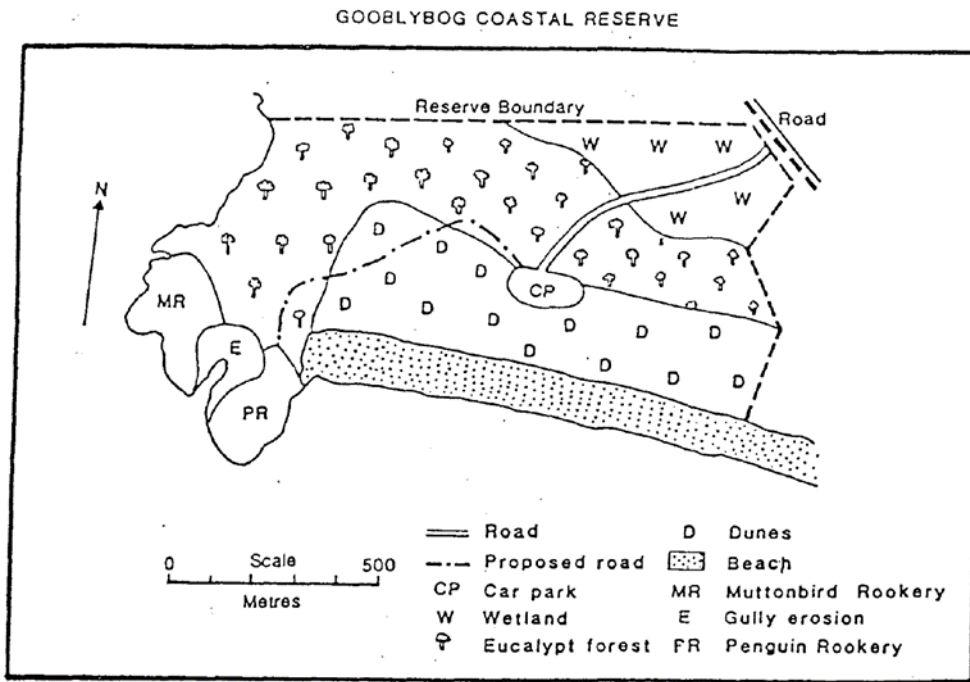 GOOBLYBOG COASTAL RESERVE
Reserve Boundary
Road
W W W
N
W W
D
MR
D D
CP
D D D
D D D D
E
D D D D
PR
Road
Proposed road
CP Car park
W Wetland
Eucalypt forest
D Dunes
Beach
MR Muttonbird Rookery
E Gully erosion
PR Penguin Rookery
0 Scale 500
Metres